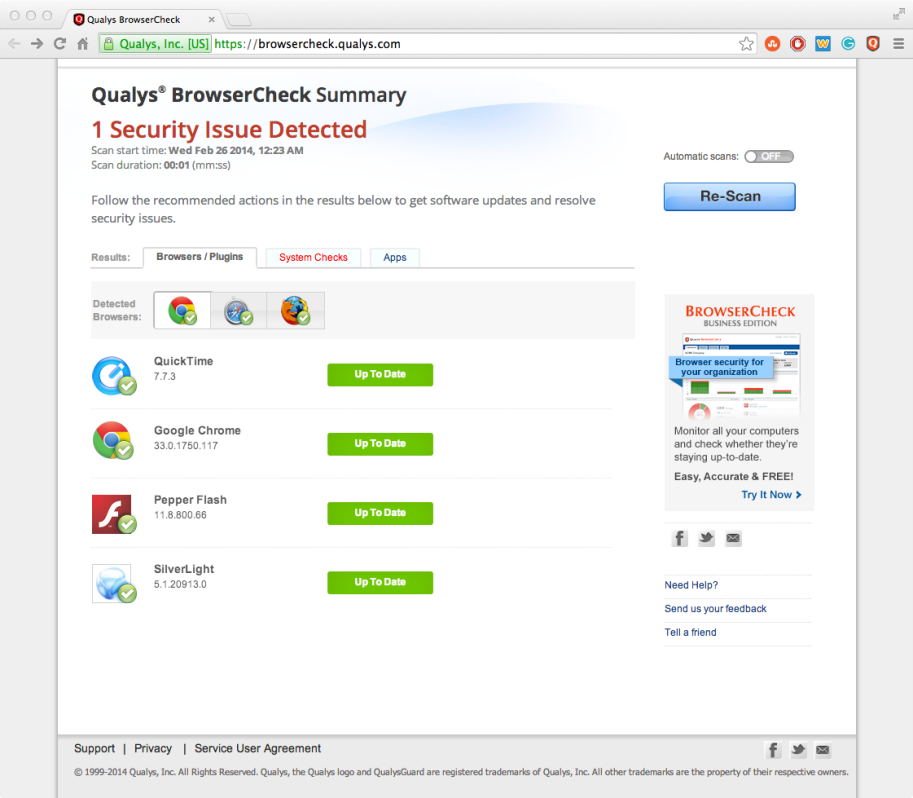 Qualys BrowserCheck
Qualys, Inc. [US] https://browsercheck.qualys.com
Qualys® BrowserCheck Summary
1 Security Issue Detected
Scan start time: Wed Feb 26 2014, 12:23 AM
Scan duration: 00:01 (mm:ss)
Automatic scans: OFF
Re-Scan
Follow the recommended actions in the results below to get software updates and resolve
security issues.
Results: Browsers / Plugins System Checks Apps
Detected
Browsers:
QuickTime
7.7.3
Up To Date
Google Chrome
33.0.1750.117
Up To Date
Pepper Flash
11.8.800.66
Up To Date
SilverLight
5.1.20913.0
Up To Date
BROWSERCHECK
BUSINESS EDITION
Browser security for
your organization
Monitor all your computers
and check whether they're
staying up-to-date.
Easy, Accurate & FREE!
Try It Now
Need Help?
Send us your feedback
Tell a friend
Support | Privacy | Service User Agreement
© 1999-2014 Qualys, Inc. All Rights Reserved. Qualys, the Qualys logo and QualysGuard are registered trademarks of Qualys, Inc. All other trademarks are the property of their respective owners.